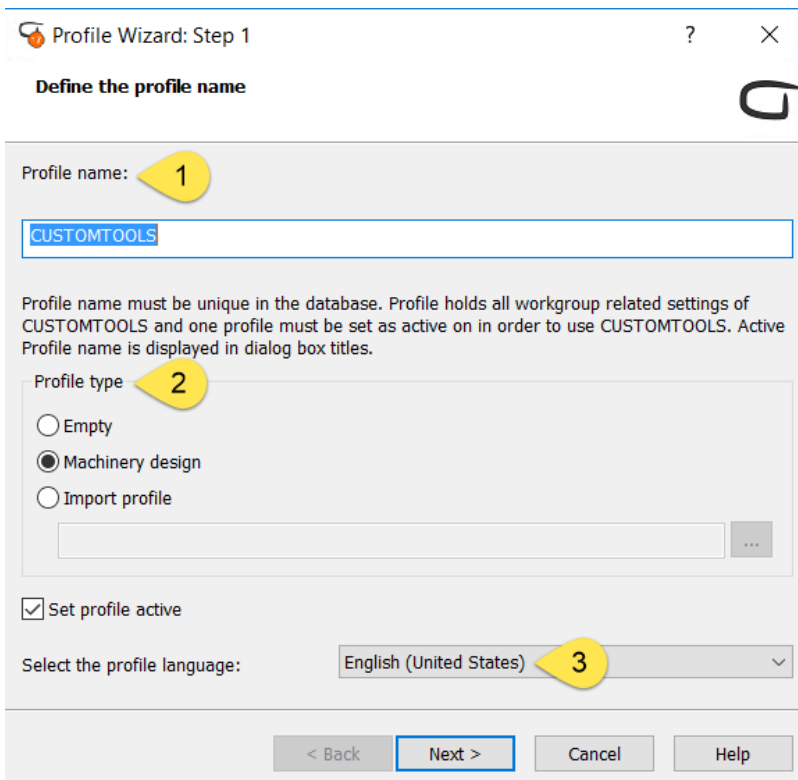 Profile Wizard: Step 1 ?
Define the profile name
Profile name: 1
CUSTOMTOOLS
Profile name must be unique in the database. Profile holds all workgroup related settings of
CUSTOMTOOLS and one profile must be set as active on in order to use CUSTOMTOOLS. Active
Profile name is displayed in dialog box titles.
Profile type 2
Empty
Machinery design
Import profile
...
Set profile active
Select the profile language: English (United States) 3
< Back Next > Cancel Help